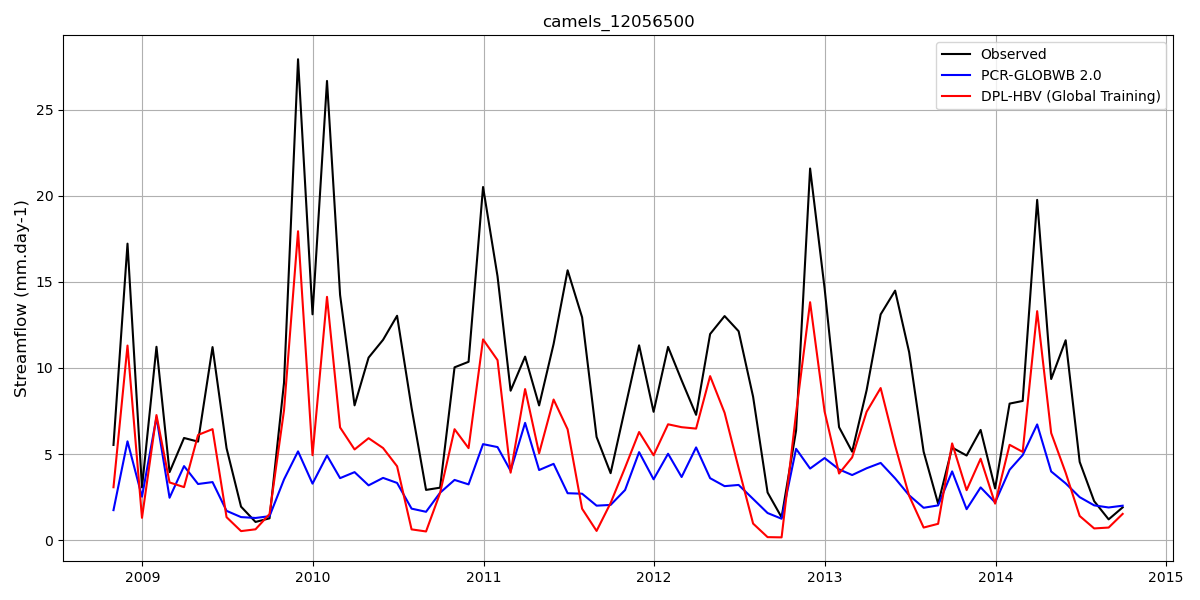 camels_12056500
Observed
PCR-GLOBWB 2.0
DPL-HBV (Global Training)
Streamflow (mm.day-1)
25
20
15
10
5
0
2009 2010 2011 2012 2013 2014 2015